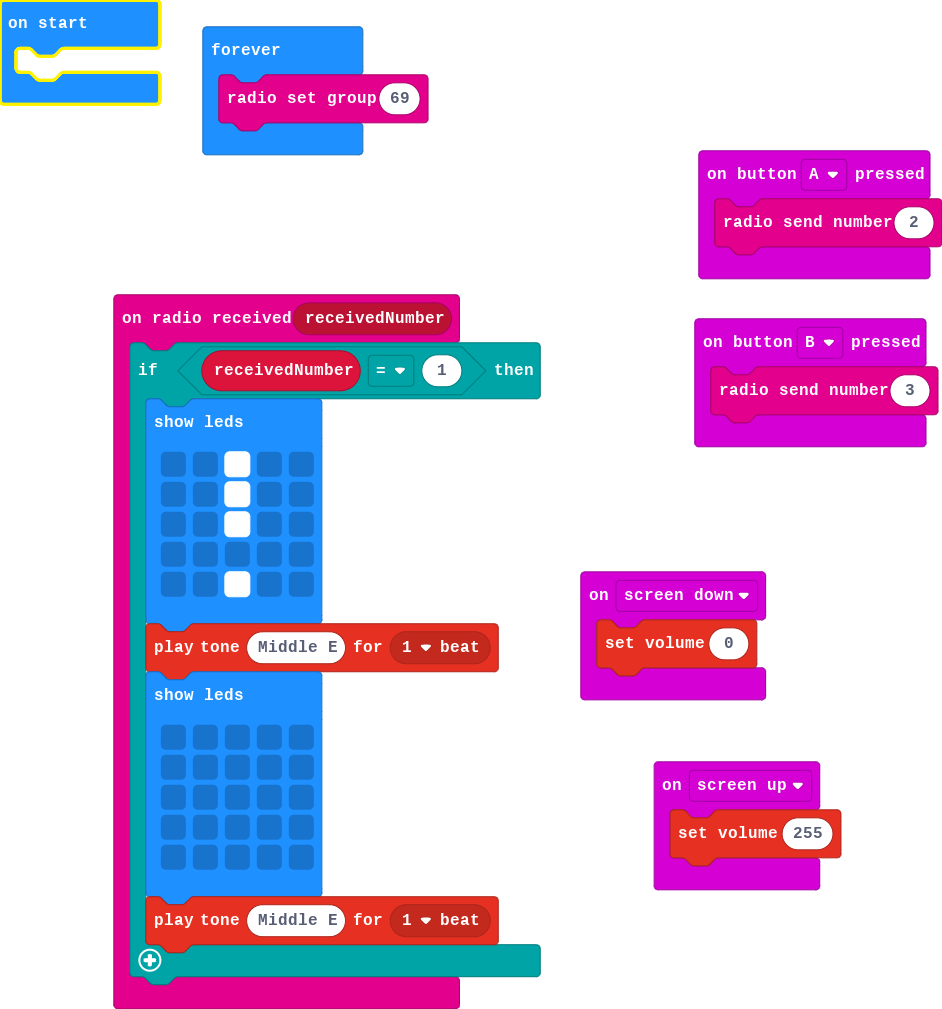 on start
forever
radio set group 69
on button A pressed
radio send number 2
on radio received receivedNumber
if receivedNumber = 1 then
show leds
on button B pressed
radio send number 3
play tone Middle E for 1 beat
show leds
play tone Middle E for 1 beat
on screen down
set volume 0
on screen up
set volume 255